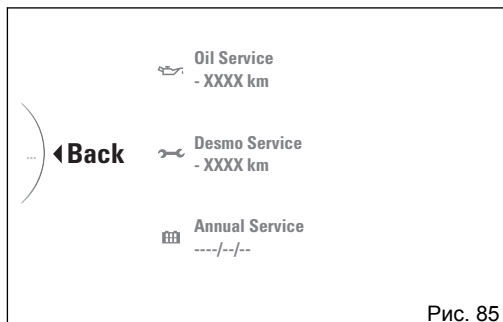 Oil Service
- XXXX km
...
Back
Desmo Service
- XXXX km
Annual Service
----/--/--
Рис. 85